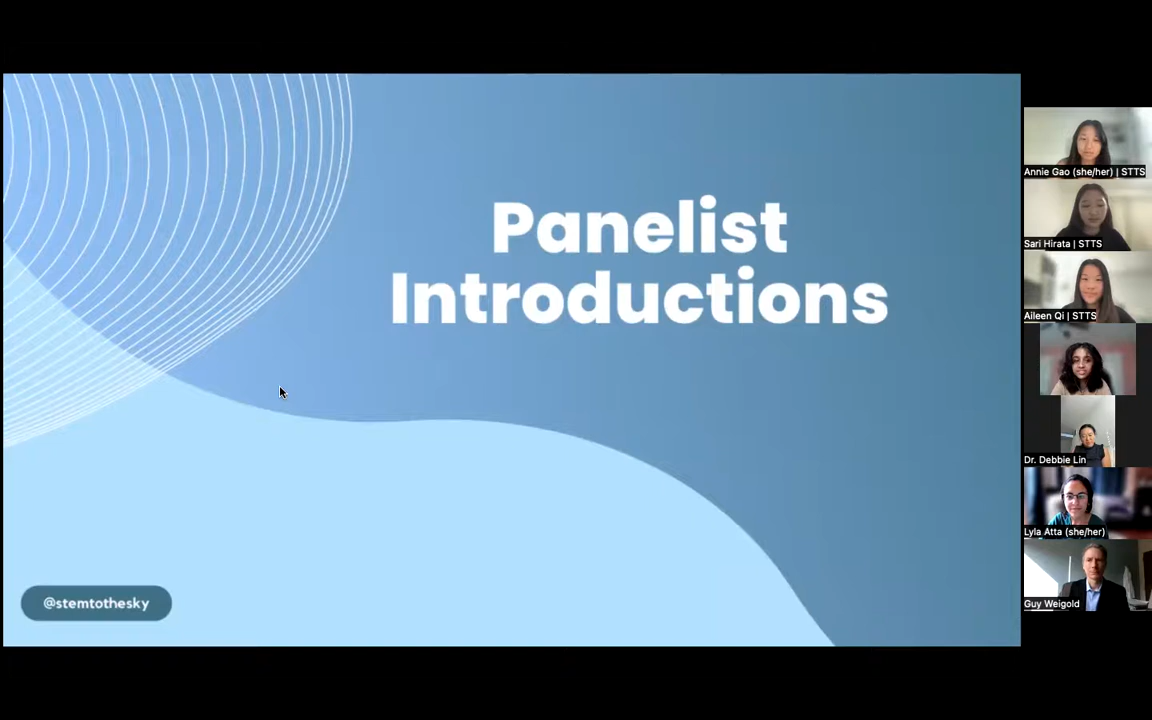 Panelist
Introductions
@stemtothesky
Annie Gao (she/her) | STTS
Sari Hirata | STTS
Aileen Qi | STTS
Dr. Debbie Lin
Lyla Atta (she/her)
Guy Weigold